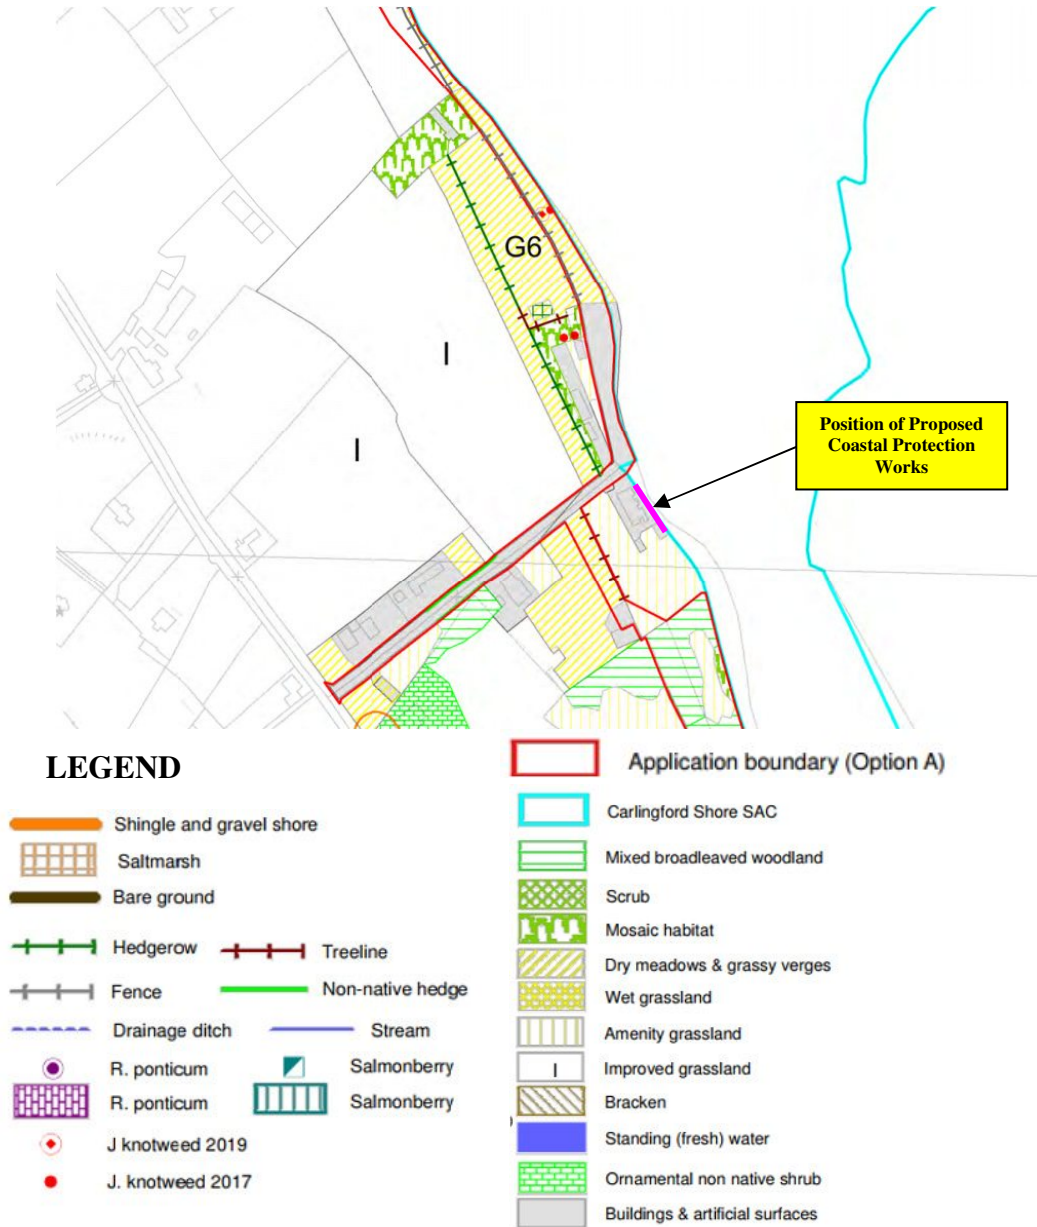 G6
I
I
Position of Proposed
Coastal Protection
Works
LEGEND
Shingle and gravel shore
Saltmarsh
Bare ground
Hedgerow
Treeline
Fence
Non-native hedge
Drainage ditch
Stream
R. ponticum
Salmonberry
R. ponticum
Salmonberry
J knotweed 2019
J. knotweed 2017
Application boundary (Option A)
Carlingford Shore SAC
Mixed broadleaved woodland
Scrub
Mosaic habitat
Dry meadows & grassy verges
Wet grassland
Amenity grassland
I Improved grassland
Bracken
Standing (fresh) water
Ornamental non native shrub
Buildings & artificial surfaces